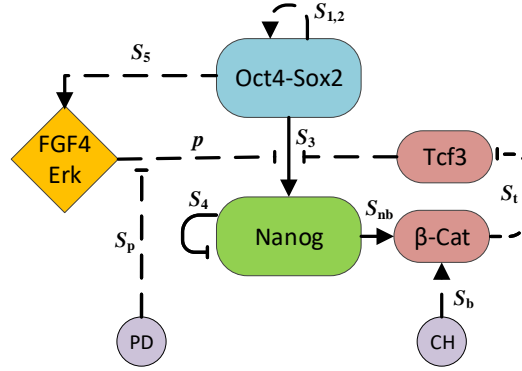 S1,2
S5
Oct4-Sox2
FGF4
Erk
p
S3
Tcf3
S4
Snb
St
Nanog
β-Cat
Sp
Sb
PD
CH